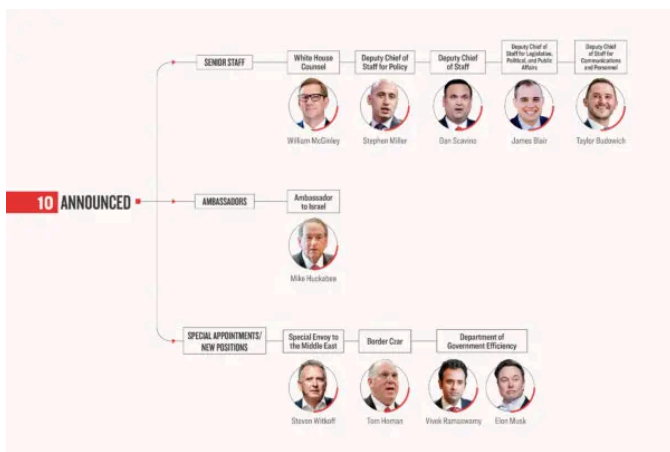 SENIOR STAFF
White House
Counsel
Deputy Chief of
Staff for Policy
Deputy Chief
of Staff
Deputy Chief of
Staff for Legislative,
Political, and Public
Affairs
Deputy Chief
of Staff for
Communications
and Personnel
William McGinley
Stephen Miller
Dan Scavino
James Blair
Taylor Budowich
10 ANNOUNCED
AMBASSADORS
Ambassador
to Israel
Mike Huckabee
SPECIAL APPOINTMENTS/
NEW POSITIONS
Special Envoy to
the Middle East
Border Czar
Department of
Government Efficiency
Steven Witkoff
Tom Homan
Vivek Ramaswamy
Elon Musk